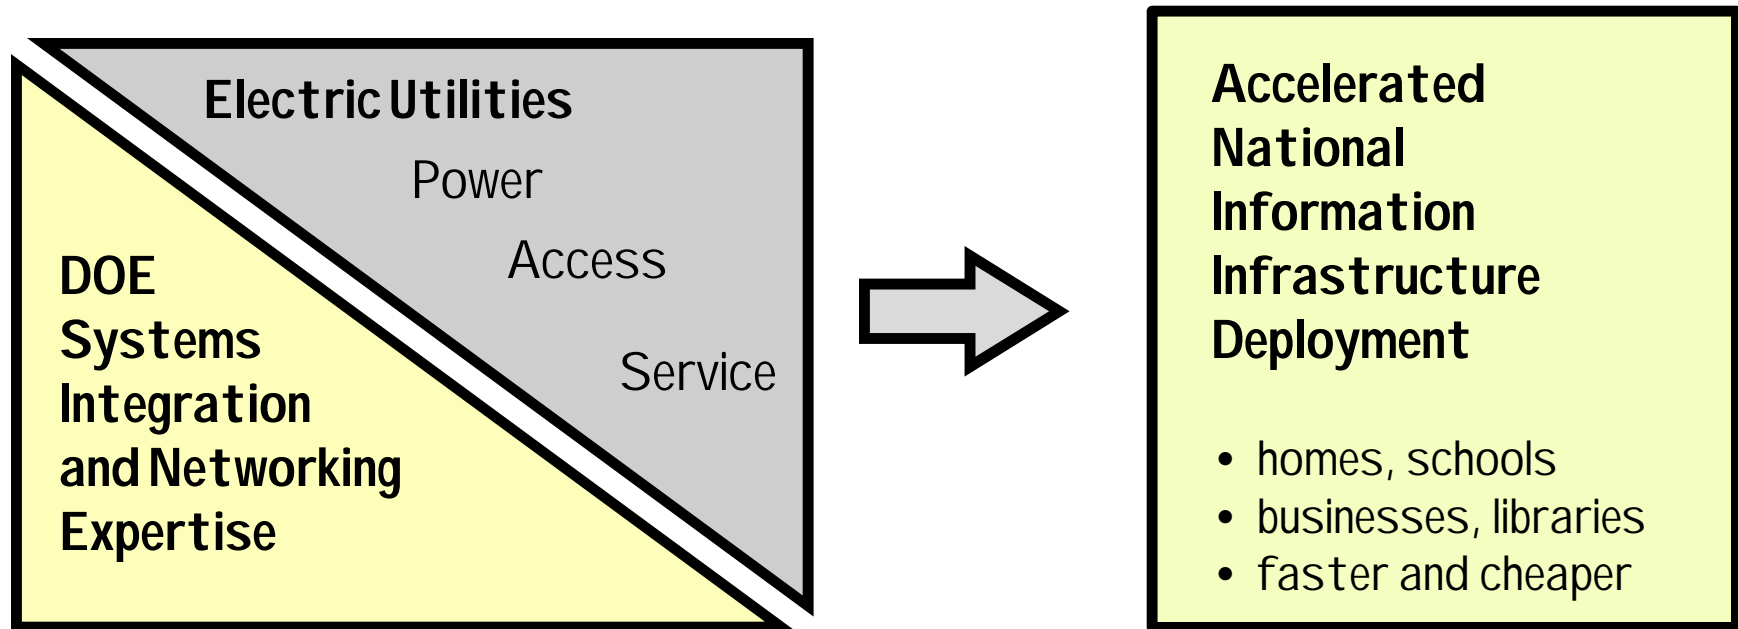 Electric Utilities
Power
Access
Service
DOE
Systems
Integration
and Networking
Expertise
Accelerated
National
Information
Infrastructure
Deployment
• homes, schools
• businesses, libraries
• faster and cheaper